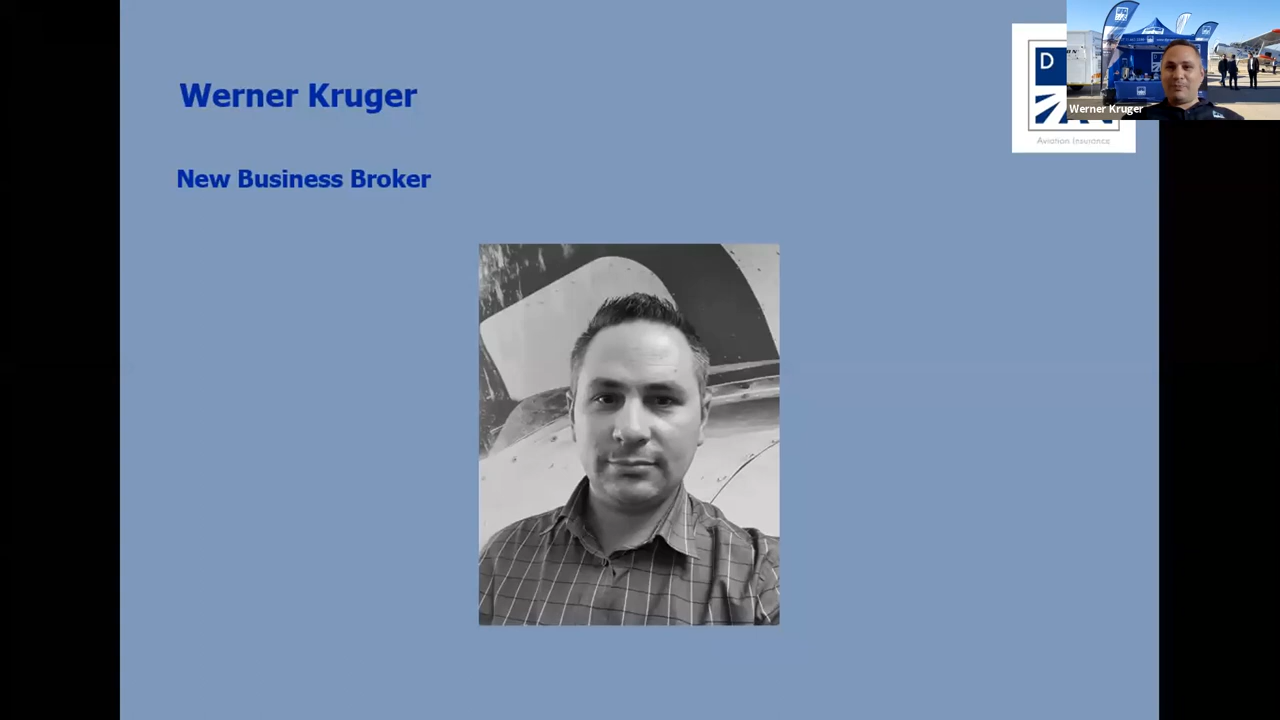 Werner Kruger
New Business Broker
D
Aviation Insurance
Werner Kruger